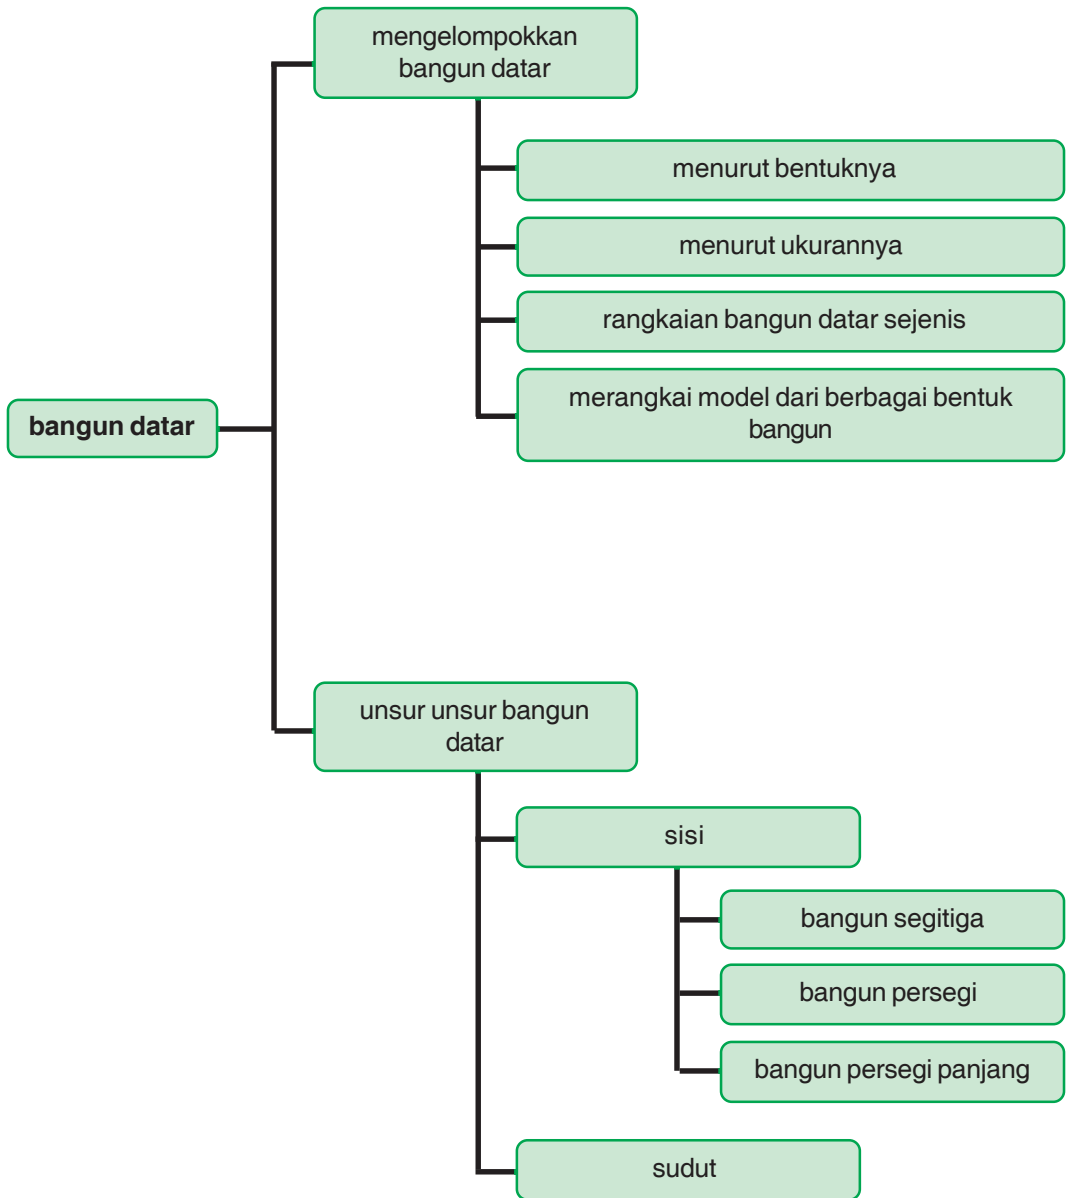 mengelompokkan
bangun datar
menurut bentuknya
menurut ukurannya
rangkaian bangun datar sejenis
merangkai model dari berbagai bentuk
bangun
bangun datar
unsur unsur bangun
datar
sisi
bangun segitiga
bangun persegi
bangun persegi panjang
sudut